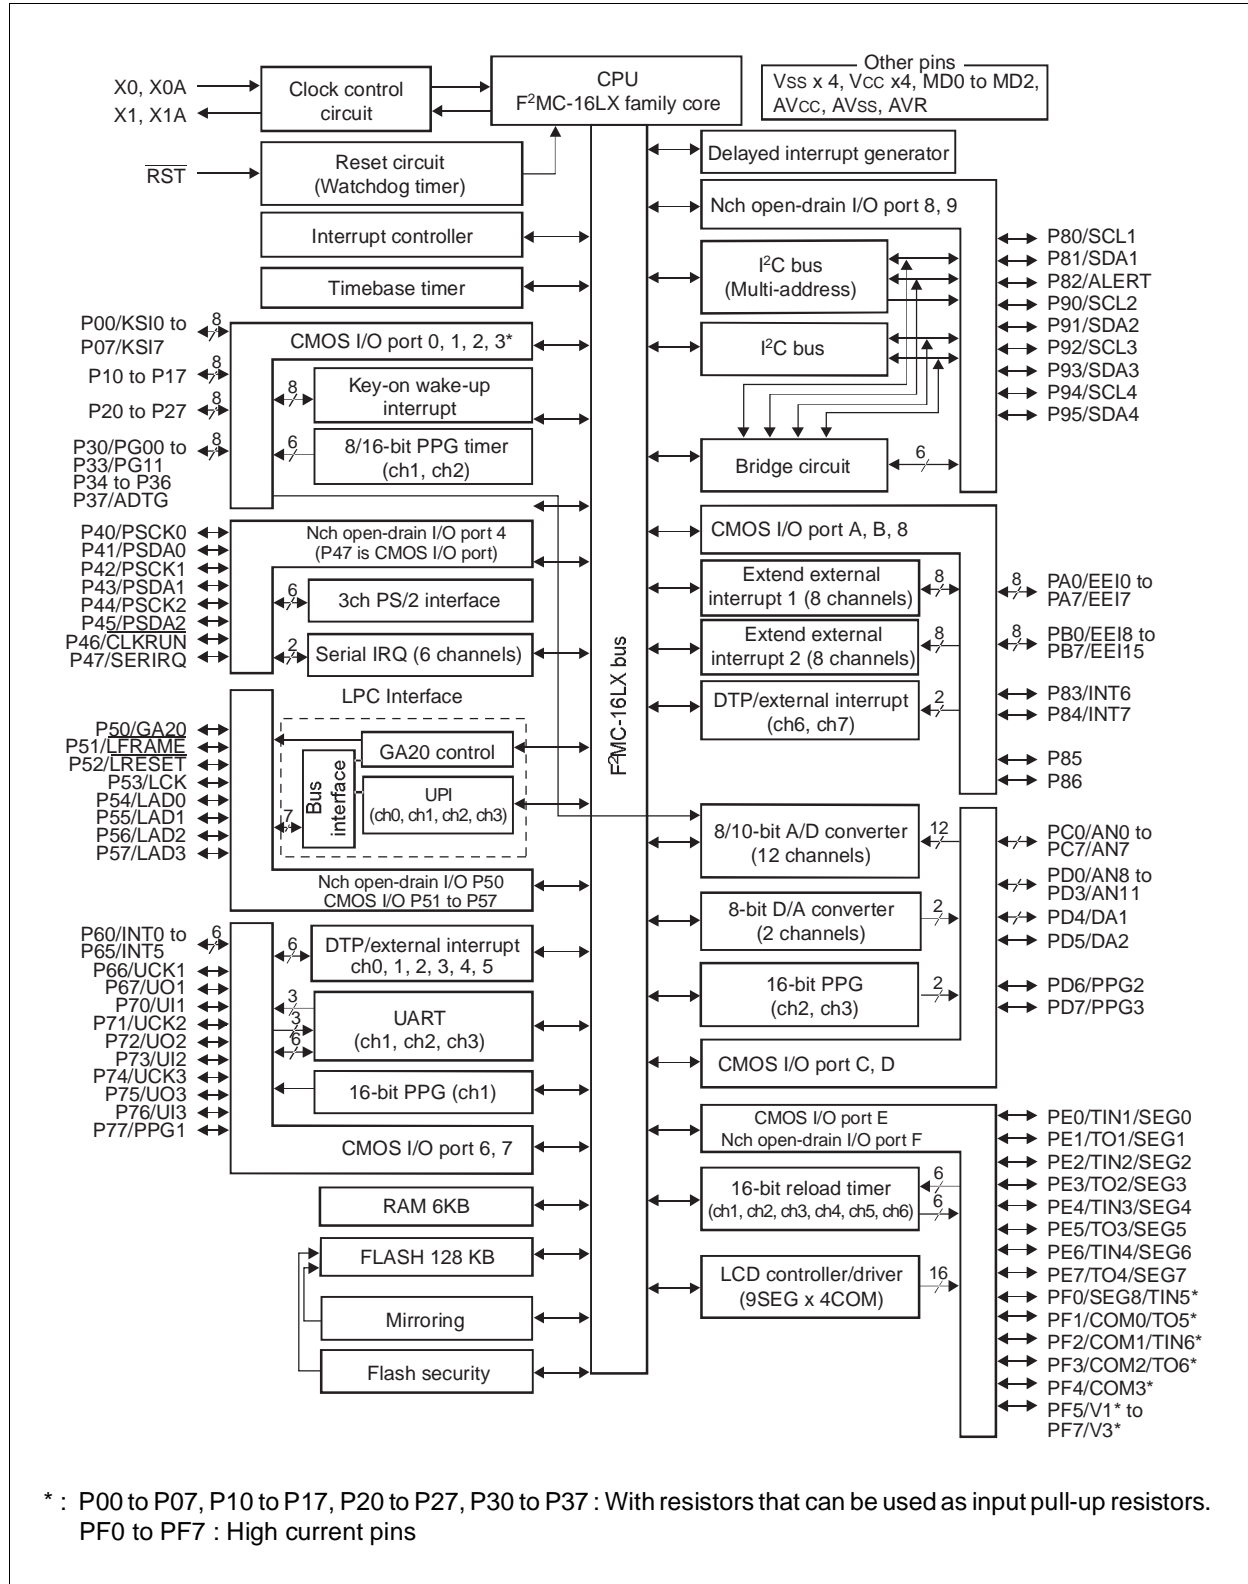 X0, X0A
X1, X1A
Clock control
circuit
CPU
F²MC-16LX family core
Other pins
Vss x 4, Vcc x4, MD0 to MD2,
AVcc, AVss, AVR
RST
Reset circuit
(Watchdog timer)
Delayed interrupt generator
Interrupt controller
Timebase timer
F²MC-16LX bus
Nch open-drain I/O port 8, 9
I²C bus
(Multi-address)
I²C bus
Bridge circuit
6
P80/SCL1
P81/SDA1
P82/ALERT
P90/SCL2
P91/SDA2
P92/SCL3
P93/SDA3
P94/SCL4
P95/SDA4
P00/KSI0 to
P07/KSI7
8
P10 to P17
8
P20 to P27
8
P30/PG00 to
P33/PG11
P34 to P36
P37/ADTG
8
CMOS I/O port 0, 1, 2, 3*
8
Key-on wake-up
interrupt
6
8/16-bit PPG timer
(ch1, ch2)
P40/PSCK0
P41/PSDA0
P42/PSCK1
P43/PSDA1
P44/PSCK2
P45/PSDA2
P46/CLKRUN
P47/SERIRQ
Nch open-drain I/O port 4
(P47 is CMOS I/O port)
6
3ch PS/2 interface
2
Serial IRQ (6 channels)
CMOS I/O port A, B, 8
Extend external
interrupt 1 (8 channels)
8
Extend external
interrupt 2 (8 channels)
8
DTP/external interrupt
(ch6, ch7)
2
8
PA0/EEI0 to
PA7/EEI7
8
PB0/EEI8 to
PB7/EEI15
P83/INT6
P84/INT7
P85
P86
LPC Interface
P50/GA20
P51/LFRAME
P52/LRESET
P53/LCK
P54/LAD0
P55/LAD1
P56/LAD2
P57/LAD3
GA20 control
Bus
interface
UPI
(ch0, ch1, ch2, ch3)
7
Nch open-drain I/O P50
CMOS I/O P51 to P57
8/10-bit A/D converter
(12 channels)
12
8-bit D/A converter
(2 channels)
2
16-bit PPG
(ch2, ch3)
2
CMOS I/O port C, D
PC0/AN0 to
PC7/AN7
PD0/AN8 to
PD3/AN11
PD4/DA1
PD5/DA2
PD6/PPG2
PD7/PPG3
P60/INT0 to
P65/INT5
6
P66/UCK1
P67/UO1
P70/UI1
P71/UCK2
P72/UO2
P73/UI2
P74/UCK3
P75/UO3
P76/UI3
P77/PPG1
6
DTP/external interrupt
ch0, 1, 2, 3, 4, 5
3
3
6
UART
(ch1, ch2, ch3)
16-bit PPG (ch1)
CMOS I/O port 6, 7
RAM 6KB
FLASH 128 KB
Mirroring
Flash security
CMOS I/O port E
Nch open-drain I/O port F
16-bit reload timer
(ch1, ch2, ch3, ch4, ch5, ch6)
6
6
LCD controller/driver
(9SEG x 4COM)
16
PE0/TIN1/SEG0
PE1/TO1/SEG1
PE2/TIN2/SEG2
PE3/TO2/SEG3
PE4/TIN3/SEG4
PE5/TO3/SEG5
PE6/TIN4/SEG6
PE7/TO4/SEG7
PF0/SEG8/TIN5*
PF1/COM0/TO5*
PF2/COM1/TIN6*
PF3/COM2/TO6*
PF4/COM3*
PF5/V1* to
PF7/V3*
* : P00 to P07, P10 to P17, P20 to P27, P30 to P37 : With resistors that can be used as input pull-up resistors.
PF0 to PF7 : High current pins